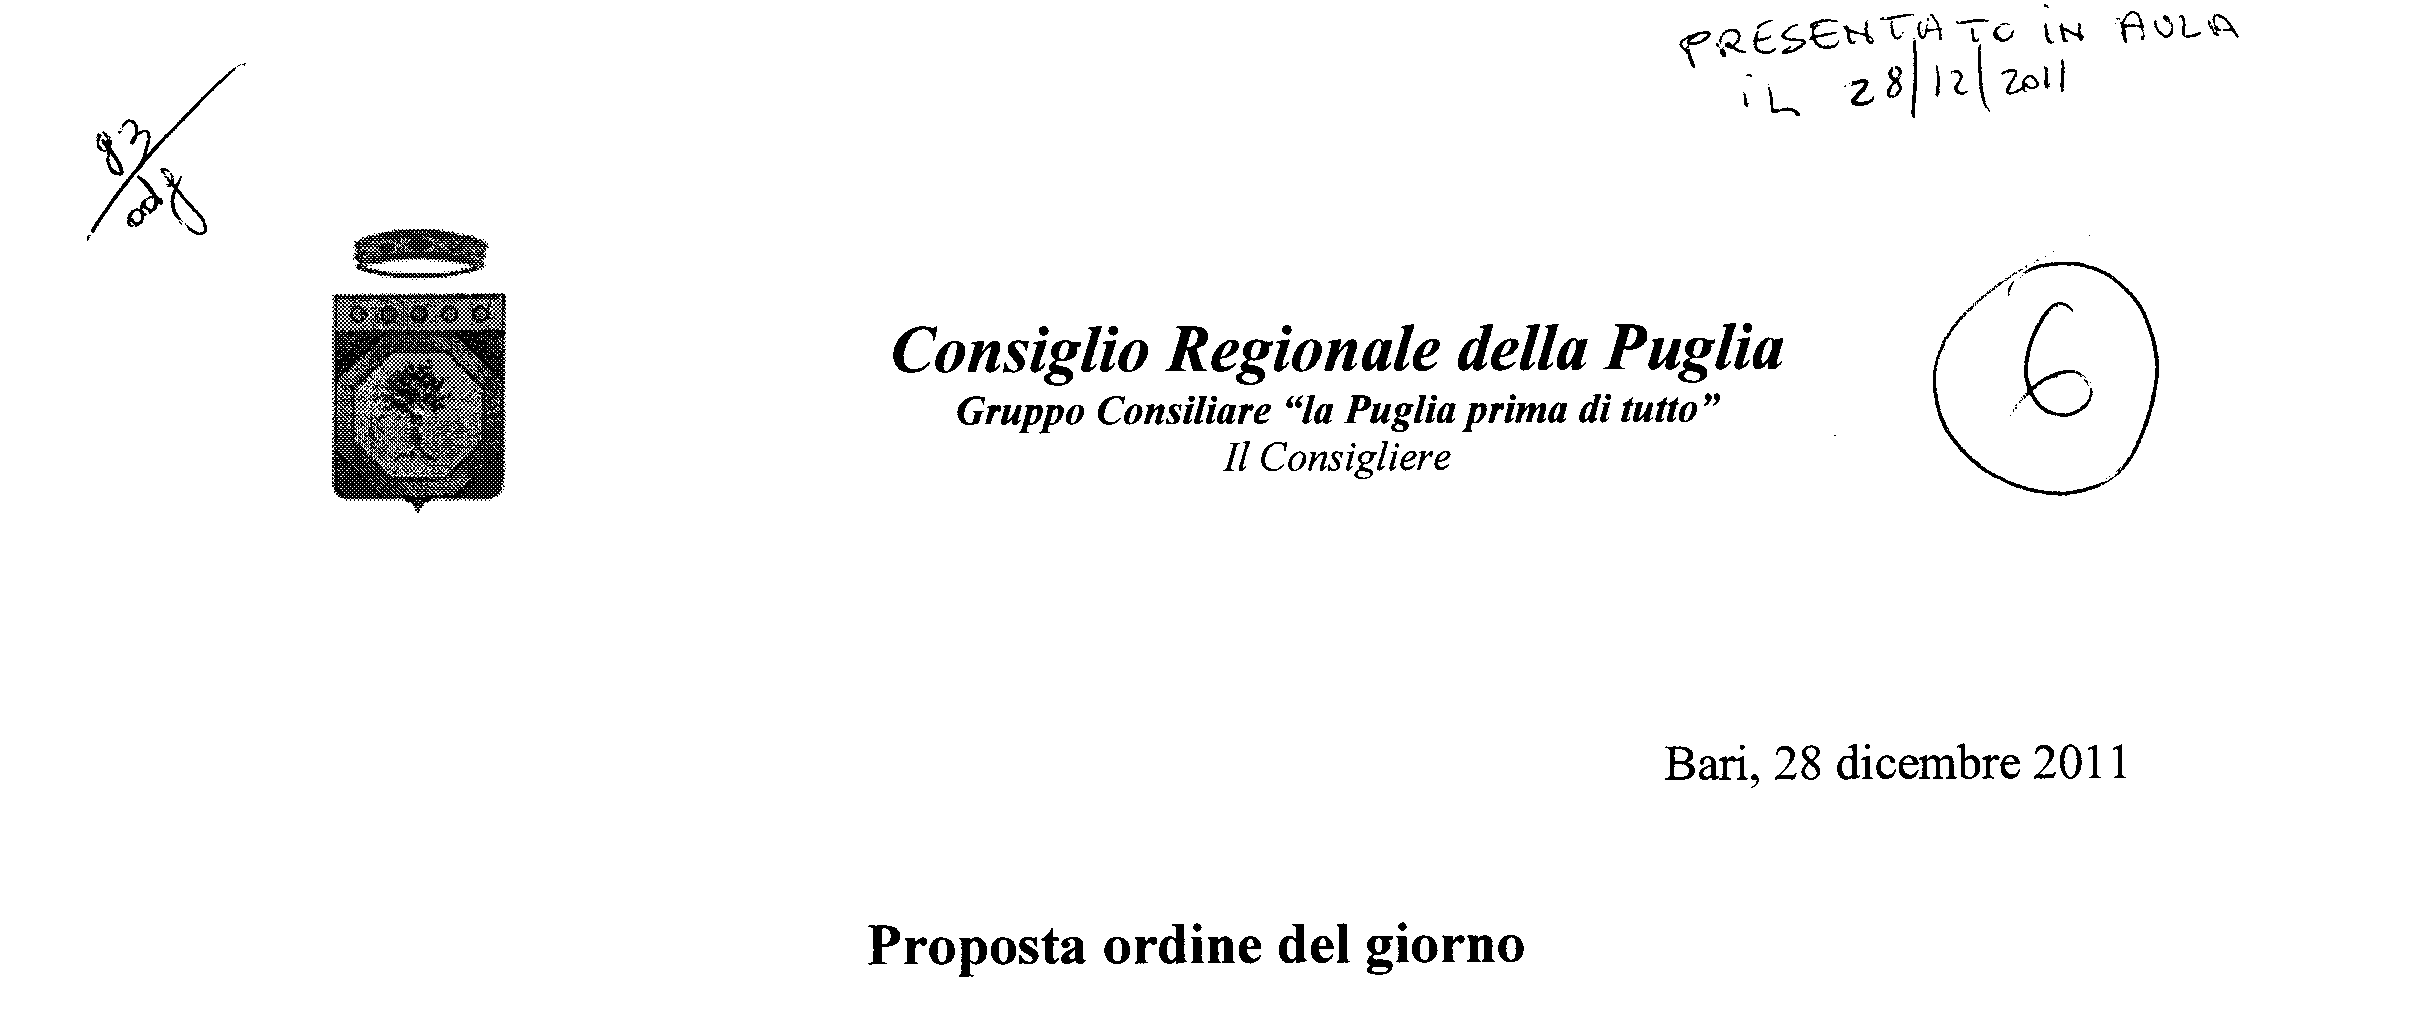 PRESENTATO IN AULA
IL 28/12/2011
93/odg
Consiglio Regionale della Puglia
6
Gruppo Consiliare “la Puglia prima di tutto”
Il Consigliere
Bari, 28 dicembre 2011
Proposta ordine del giorno